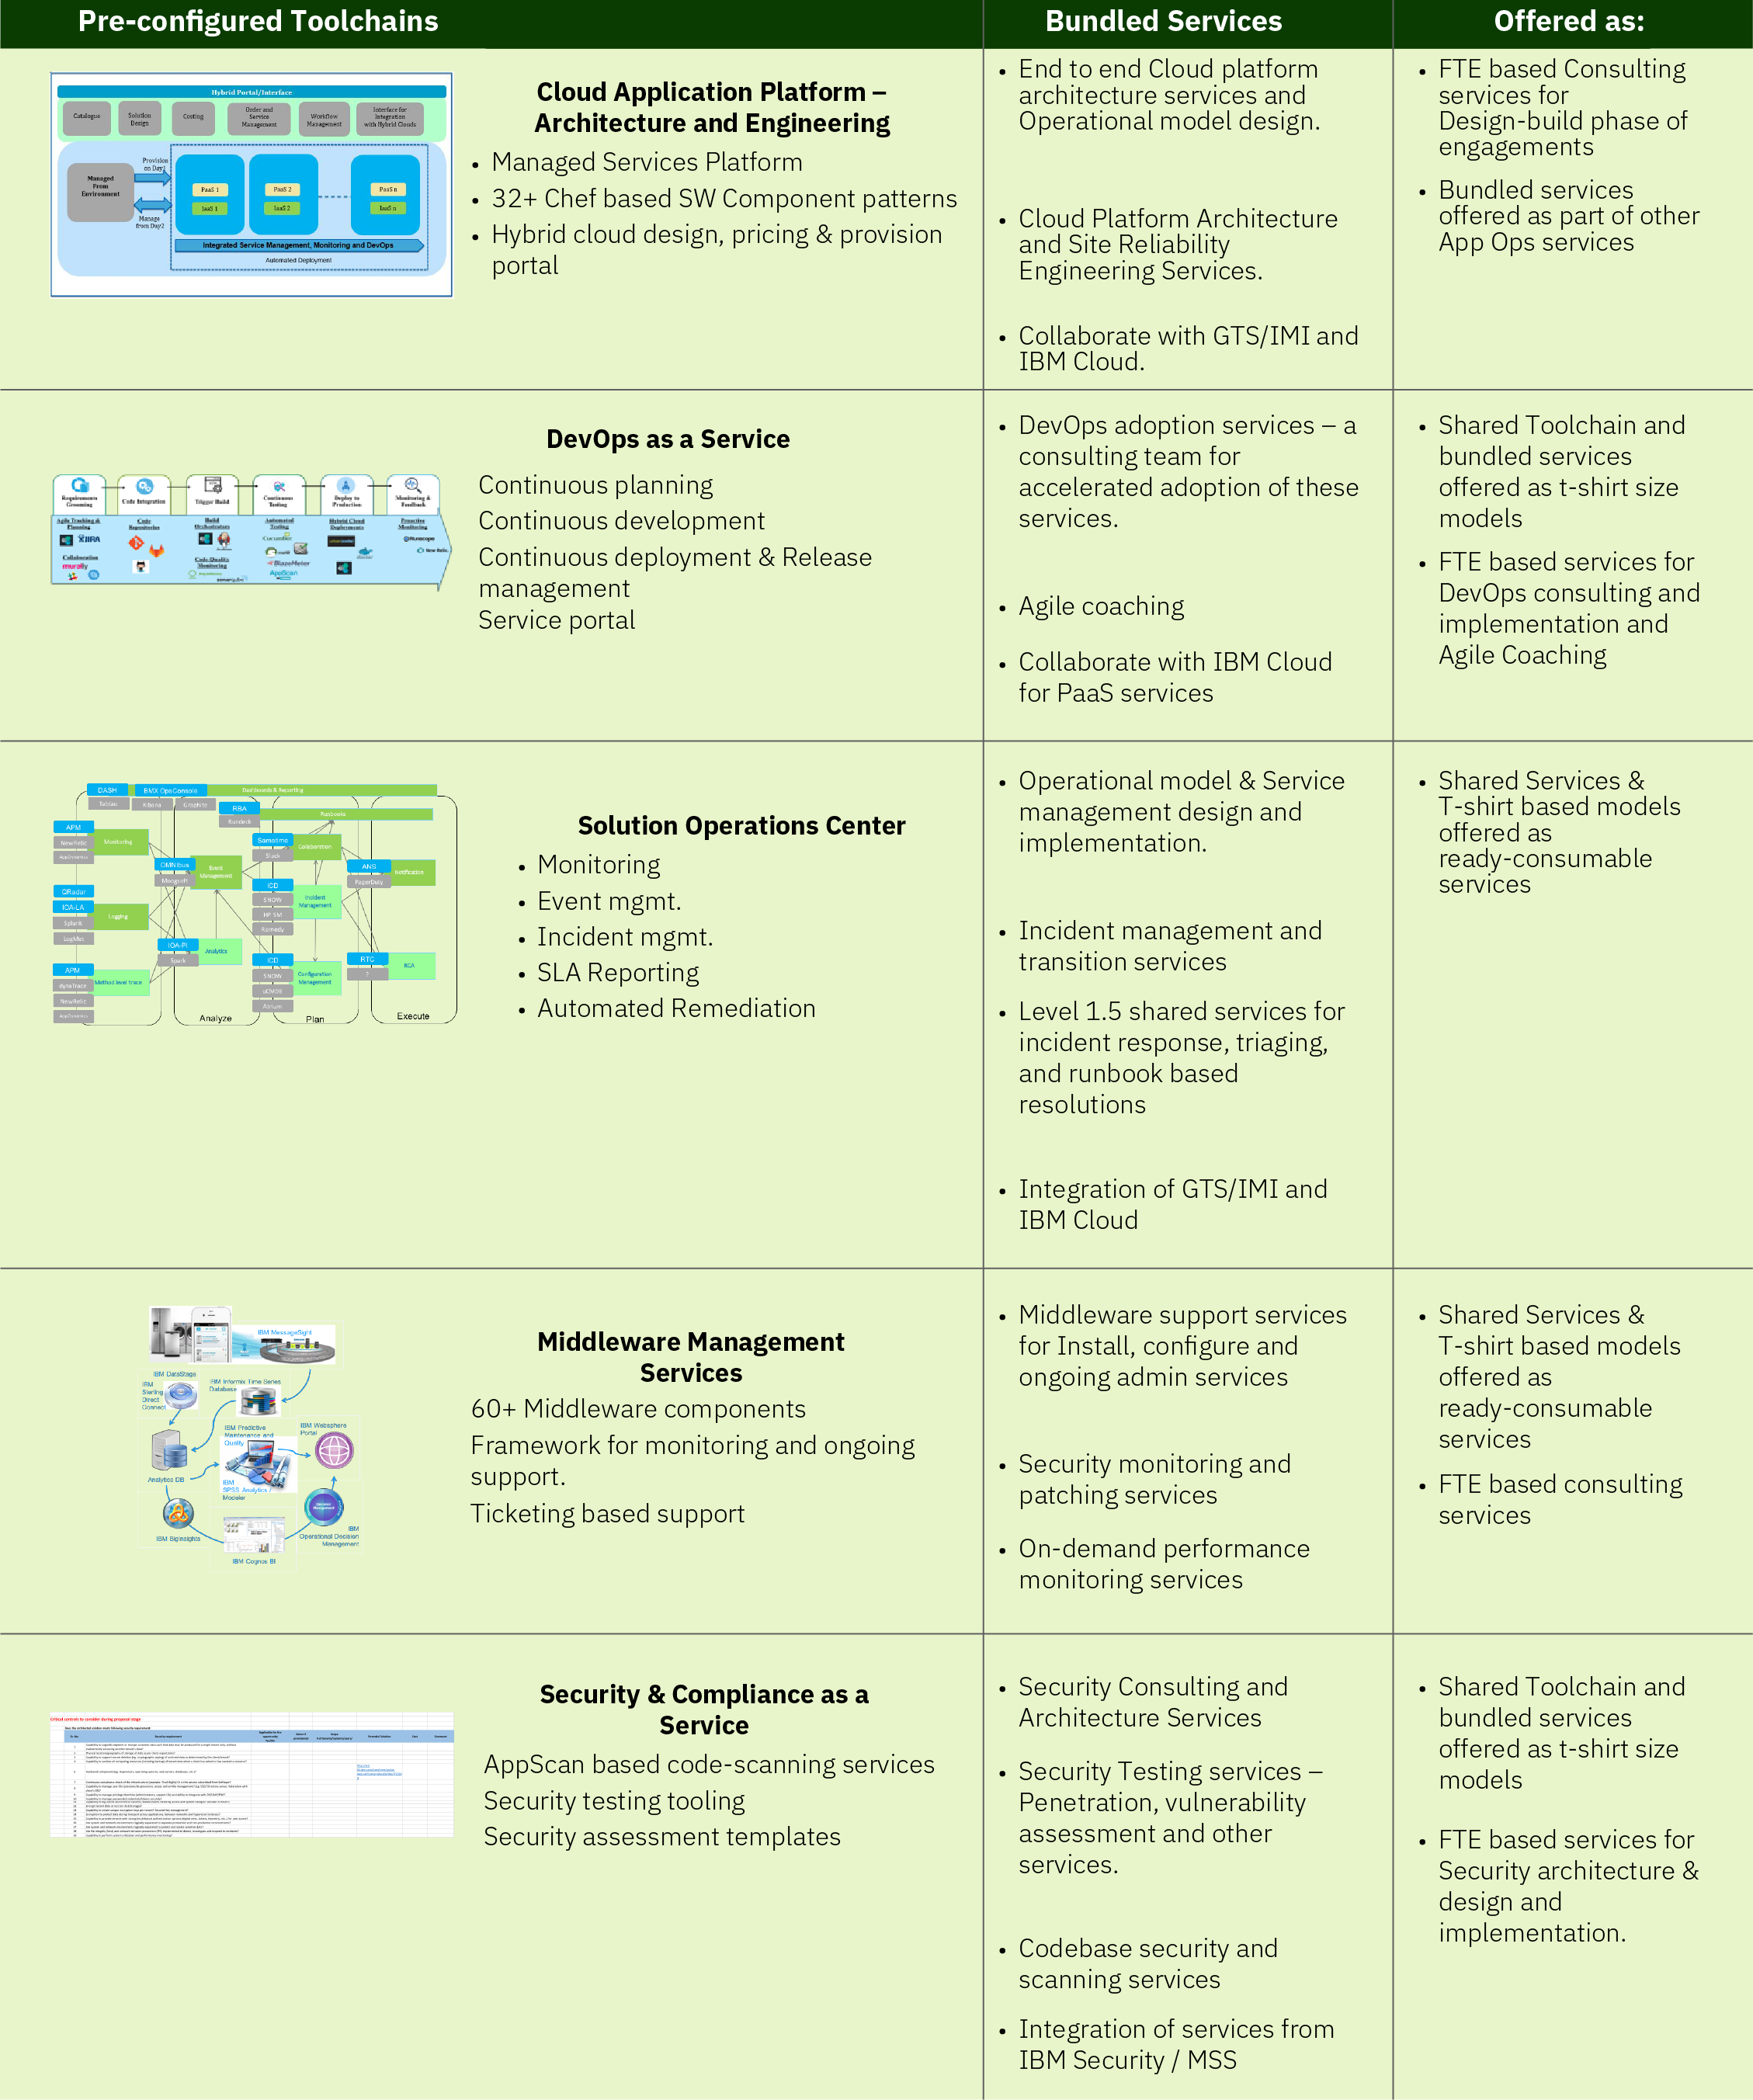 Pre-configured Toolchains
Bundled Services
Offered as:
Hybrid Portal/Interface
Catalogue
Solution
Design
Costing
Order and
Service
Management
Workflow
Management
Interface for
Integration
with Hybrid Clouds
Managed
From
Environment
Provision
on Day1
Manage
from Day2
PaaS 1
IaaS 1
PaaS 2
IaaS 2
PaaS n
IaaS n
Integrated Service Management, Monitoring and DevOps
Automated Deployment
Cloud Application Platform –
Architecture and Engineering
• Managed Services Platform
• 32+ Chef based SW Component patterns
• Hybrid cloud design, pricing & provision
portal
• End to end Cloud platform
architecture services and
Operational model design.
• Cloud Platform Architecture
and Site Reliability
Engineering Services.
• Collaborate with GTS/IMI and
IBM Cloud.
• FTE based Consulting
services for
Design-build phase of
engagements
• Bundled services
offered as part of other
App Ops services
Requirements
Grooming
Code Integration
Trigger Build
Continuous
Testing
Deploy to
Production
Monitoring &
Feedback
Agile Tracking &
Planning
JIRA
Collaboration
murally
Code
Repositories
Build
Orchestrators
Code Quality
Monitoring
Automated
Testing
Cucumber
BlazeMeter
AppScan
Hybrid Cloud
Deployments
Proactive
Monitoring
New Relic
DevOps as a Service
Continuous planning
Continuous development
Continuous deployment & Release
management
Service portal
• DevOps adoption services – a
consulting team for
accelerated adoption of these
services.
• Agile coaching
• Collaborate with IBM Cloud
for PaaS services
• Shared Toolchain and
bundled services
offered as t-shirt size
models
• FTE based services for
DevOps consulting and
implementation and
Agile Coaching
DASH
Tableau
BMX OpsConsole
Kibana
Graphite
Dashboards & Reporting
RBA
Rundeck
Runbooks
APM
NewRelic
AppDynamics
Monitoring
OMNIbus
Moogsoft
Event
Management
Sametime
Slack
Collaboration
ANSI
PagerDuty
Notification
QRadar
IOA-LA
Splunk
LogMet
Logging
ICD
SNOW
HP SM
Remedy
Incident
Management
IOA-PI
Spark
Analytics
APM
dynaTrace
NewRelic
AppDynamics
Method level trace
ICD
SNOW
uCMDB
Atrium
Configuration
Management
RTC
?
RCA
Analyze
Plan
Execute
Solution Operations Center
• Monitoring
• Event mgmt.
• Incident mgmt.
• SLA Reporting
• Automated Remediation
• Operational model & Service
management design and
implementation.
• Incident management and
transition services
• Level 1.5 shared services for
incident response, triaging,
and runbook based
resolutions
• Integration of GTS/IMI and
IBM Cloud
• Shared Services &
T-shirt based models
offered as
ready-consumable
services
IBM MessageSight
IBM DataStage
IBM
Sterling
Direct
Connect
IBM Informix Time Series
Database
IBM Predictive
Maintenance and
Quality
IBM Websphere
Portal
Analytics DB
IBM
SPSS Analytics /
Modeler
IBM BigInsights
IBM Cognos BI
IBM
Operational Decision
Management
Middleware Management
Services
60+ Middleware components
Framework for monitoring and ongoing
support.
Ticketing based support
• Middleware support services
for Install, configure and
ongoing admin services
• Security monitoring and
patching services
• On-demand performance
monitoring services
• Shared Services &
T-shirt based models
offered as
ready-consumable
services
• FTE based consulting
services
Critical controls to consider during proposal stage
Security & Compliance as a
Service
AppScan based code-scanning services
Security testing tooling
Security assessment templates
• Security Consulting and
Architecture Services
• Security Testing services –
Penetration, vulnerability
assessment and other
services.
• Codebase security and
scanning services
• Integration of services from
IBM Security / MSS
• Shared Toolchain and
bundled services
offered as t-shirt size
models
• FTE based services for
Security architecture &
design and
implementation.